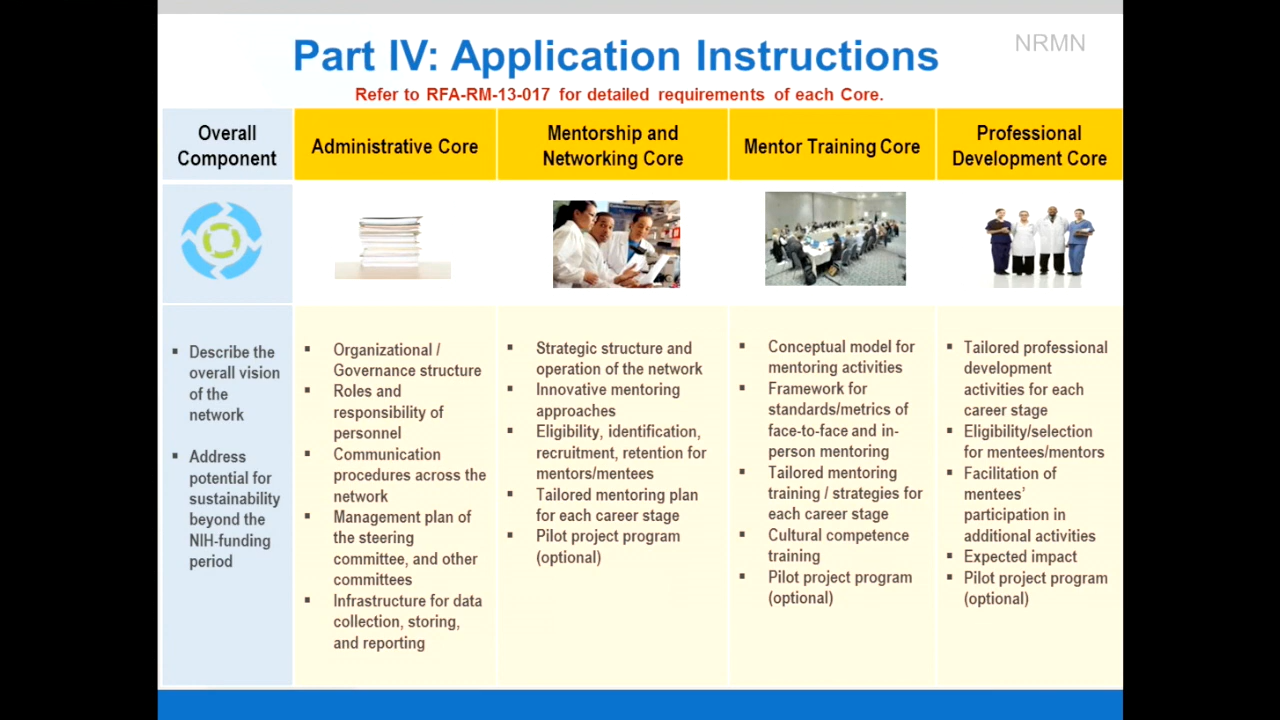 NRMN
Part IV: Application Instructions
Refer to RFA-RM-13-017 for detailed requirements of each Core.
Overall
Component
Administrative Core
Mentorship and
Networking Core
Mentor Training Core
Professional
Development Core
▪ Describe the
overall vision
of the
network
▪ Address
potential for
sustainability
beyond the
NIH-funding
period
▪ Organizational /
Governance structure
▪ Roles and
responsibility of
personnel
▪ Communication
procedures across the
network
▪ Management plan of
the steering
committee, and other
committees
▪ Infrastructure for data
collection, storing,
and reporting
▪ Strategic structure and
operation of the network
▪ Innovative mentoring
approaches
▪ Eligibility, identification,
recruitment, retention for
mentors/mentees
▪ Tailored mentoring plan
for each career stage
▪ Pilot project program
(optional)
▪ Conceptual model for
mentoring activities
▪ Framework for
standards/metrics of
face-to-face and in-
person mentoring
▪ Tailored mentoring
training / strategies for
each career stage
▪ Cultural competence
training
▪ Pilot project program
(optional)
▪ Tailored professional
development
activities for each
career stage
▪ Eligibility/selection
for mentees/mentors
▪ Facilitation of
mentees'
participation in
additional activities
▪ Expected impact
▪ Pilot project program
(optional)